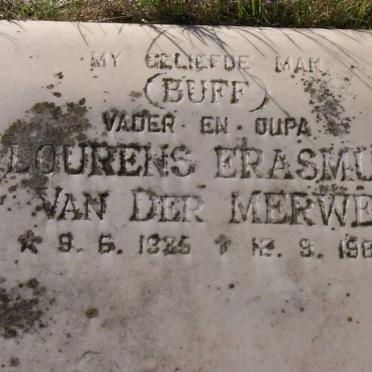 MY GELIEFDE MAN
(BUFF)
VADER EN OUPA
LOURENS ERASMU
VAN DER MERWE
* 9. 6. 1925 † 12. 9. 198